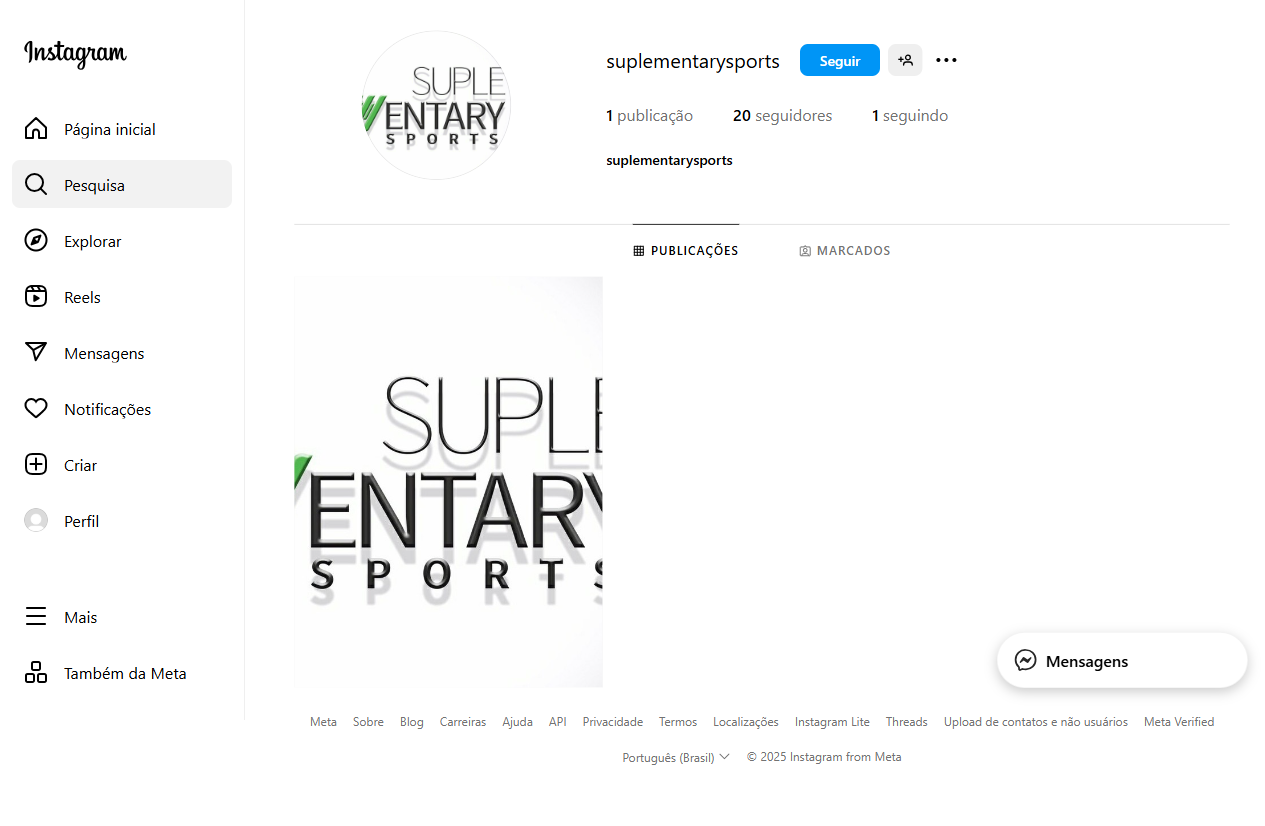 Instagram
Página inicial
Pesquisa
Explorar
Reels
Mensagens
Notificações
Criar
Perfil
Mais
Também da Meta
SUPLE
ENTARY
SPORTS
suplementarysports
Seguir
1 publicação 20 seguidores 1 seguindo
suplementarysports
PUBLICAÇÕES MARCADOS
SUPLE
ENTARY
SPORTS
Mensagens
Meta Sobre Blog Carreiras Ajuda API Privacidade Termos Localizações Instagram Lite Threads Upload de contatos e não usuários Meta Verified
Português (Brasil) © 2025 Instagram from Meta